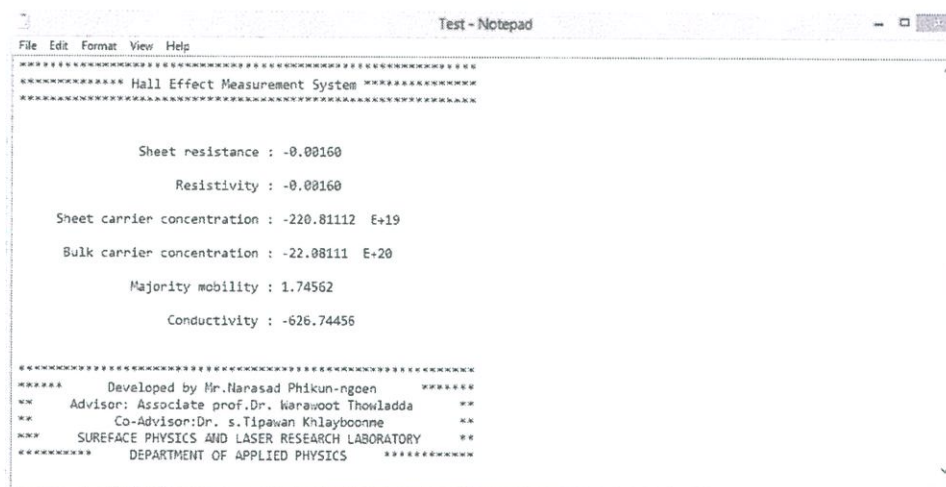 Test - Notepad
File Edit Format View Help
*************************************************************
************** Hall Effect Measurement System ***************
*************************************************************
Sheet resistance : -0.00160
Resistivity : -0.00160
Sheet carrier concentration : -220.81112 E+19
Bulk carrier concentration : -22.08111 E+20
Majority mobility : 1.74562
Conductivity : -626.74456
*************************************************************
****** Developed by Mr.Narasad Phikun-ngoen *******
** Advisor: Associate prof.Dr. Warawoot Thowladda **
** Co-Advisor:Dr. s.Tipawan Khlayboonme **
*** SUREFACE PHYSICS AND LASER RESEARCH LABORATORY **
********** DEPARTMENT OF APPLIED PHYSICS ************